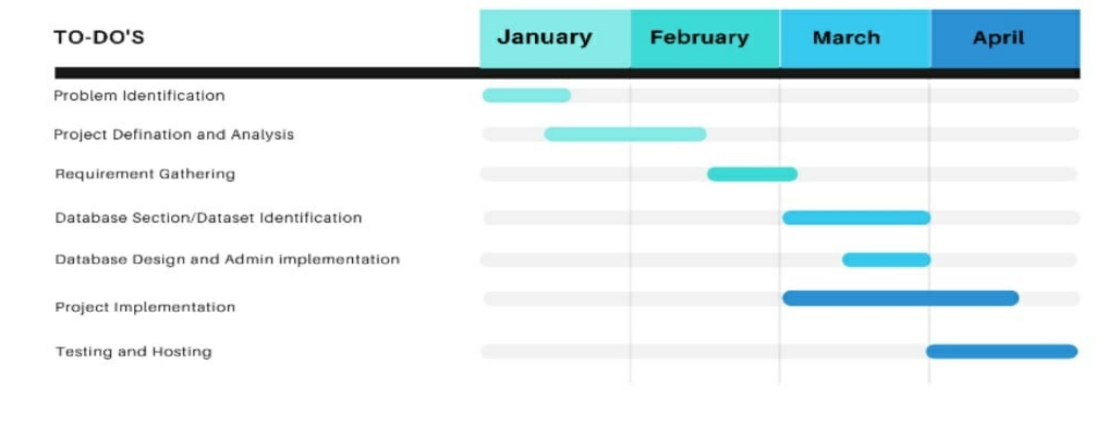 TO-DO'S January February March April
Problem Identification
Project Defination and Analysis
Requirement Gathering
Database Section/Dataset Identification
Database Design and Admin implementation
Project Implementation
Testing and Hosting